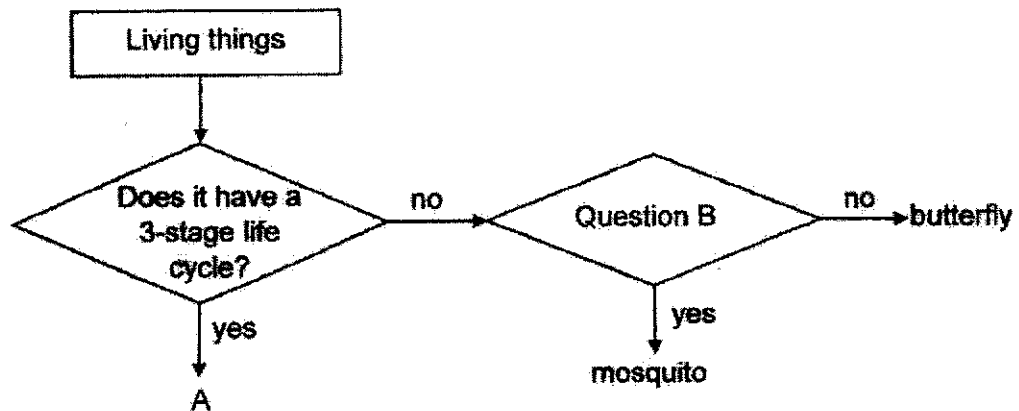 Living things
Does it have a
3-stage life
cycle?
no
Question B
no
butterfly
yes
A
yes
mosquito